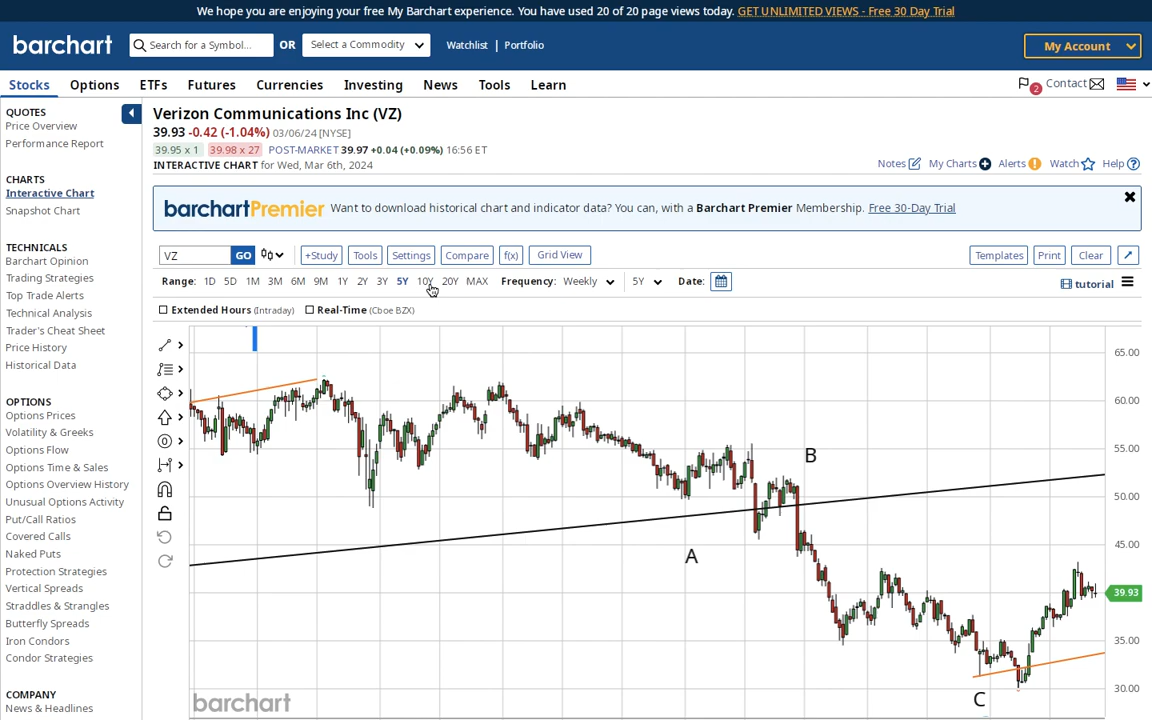 We hope you are enjoying your free My Barchart experience. You have used 20 of 20 page views today. GET UNLIMITED VIEWS - Free 30 Day Trial
barchart Search for a Symbol... OR Select a Commodity Watchlist | Portfolio My Account
Stocks Options ETFs Futures Currencies Investing News Tools Learn 2 Contact
QUOTES
Price Overview
Performance Report
CHARTS
Interactive Chart
Snapshot Chart
TECHNICALS
Barchart Opinion
Trading Strategies
Top Trade Alerts
Technical Analysis
Trader's Cheat Sheet
Price History
Historical Data
OPTIONS
Options Prices
Volatility & Greeks
Options Flow
Options Time & Sales
Options Overview History
Unusual Options Activity
Put/Call Ratios
Covered Calls
Naked Puts
Protection Strategies
Vertical Spreads
Straddles & Strangles
Butterfly Spreads
Iron Condors
Condor Strategies
COMPANY
News & Headlines
Verizon Communications Inc (VZ)
39.93 -0.42 (-1.04%) 03/06/24 [NYSE]
39.95 x 1 39.98 x 27 POST-MARKET 39.97 +0.04 (+0.09%) 16:56 ET
INTERACTIVE CHART for Wed, Mar 6th, 2024
Notes My Charts Alerts Watch Help
barchartPremier Want to download historical chart and indicator data? You can, with a Barchart Premier Membership. Free 30-Day Trial
VZ GO +Study Tools Settings Compare f(x) Grid View Templates Print Clear
Range: 1D 5D 1M 3M 6M 9M 1Y 2Y 3Y 5Y 10Y 20Y MAX Frequency: Weekly 5Y Date: tutorial
Extended Hours (Intraday) Real-Time (Cboe BZX)
65.00
60.00
55.00
B
50.00
45.00
A
39.93
35.00
30.00
C
barchart